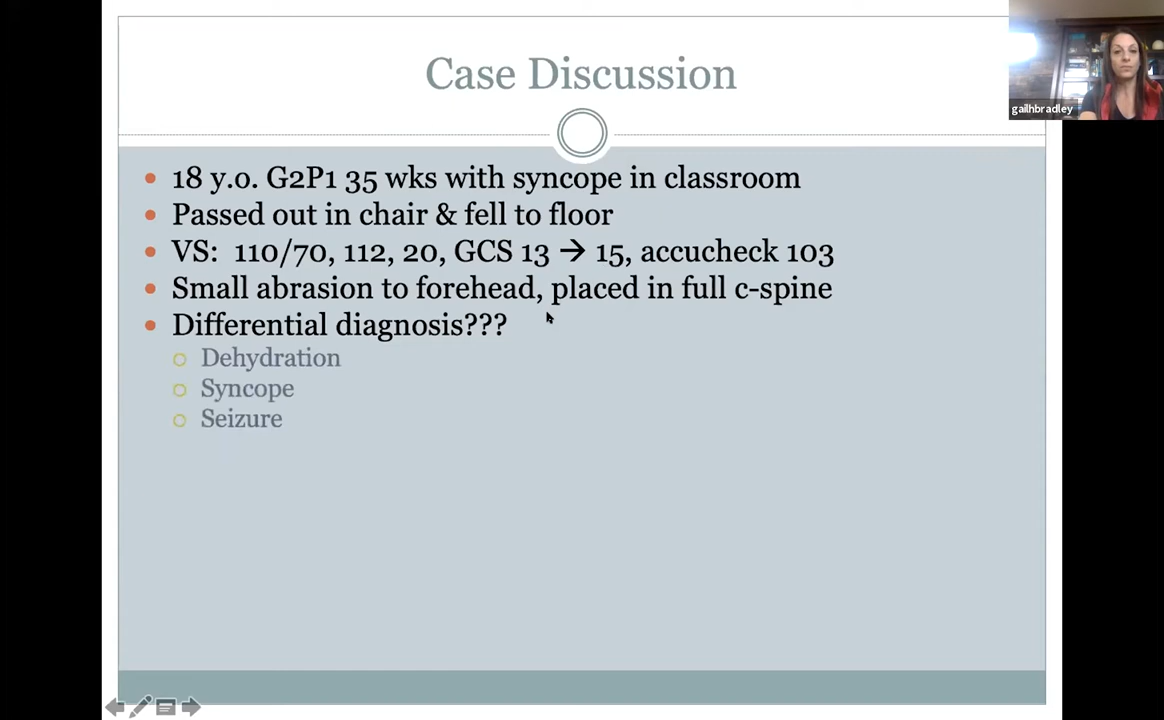 Case Discussion
gailhbradley
18 y.o. G2P1 35 wks with syncope in classroom
Passed out in chair & fell to floor
VS: 110/70, 112, 20, GCS 13 → 15, accucheck 103
Small abrasion to forehead, placed in full c-spine
Differential diagnosis???
Dehydration
Syncope
Seizure